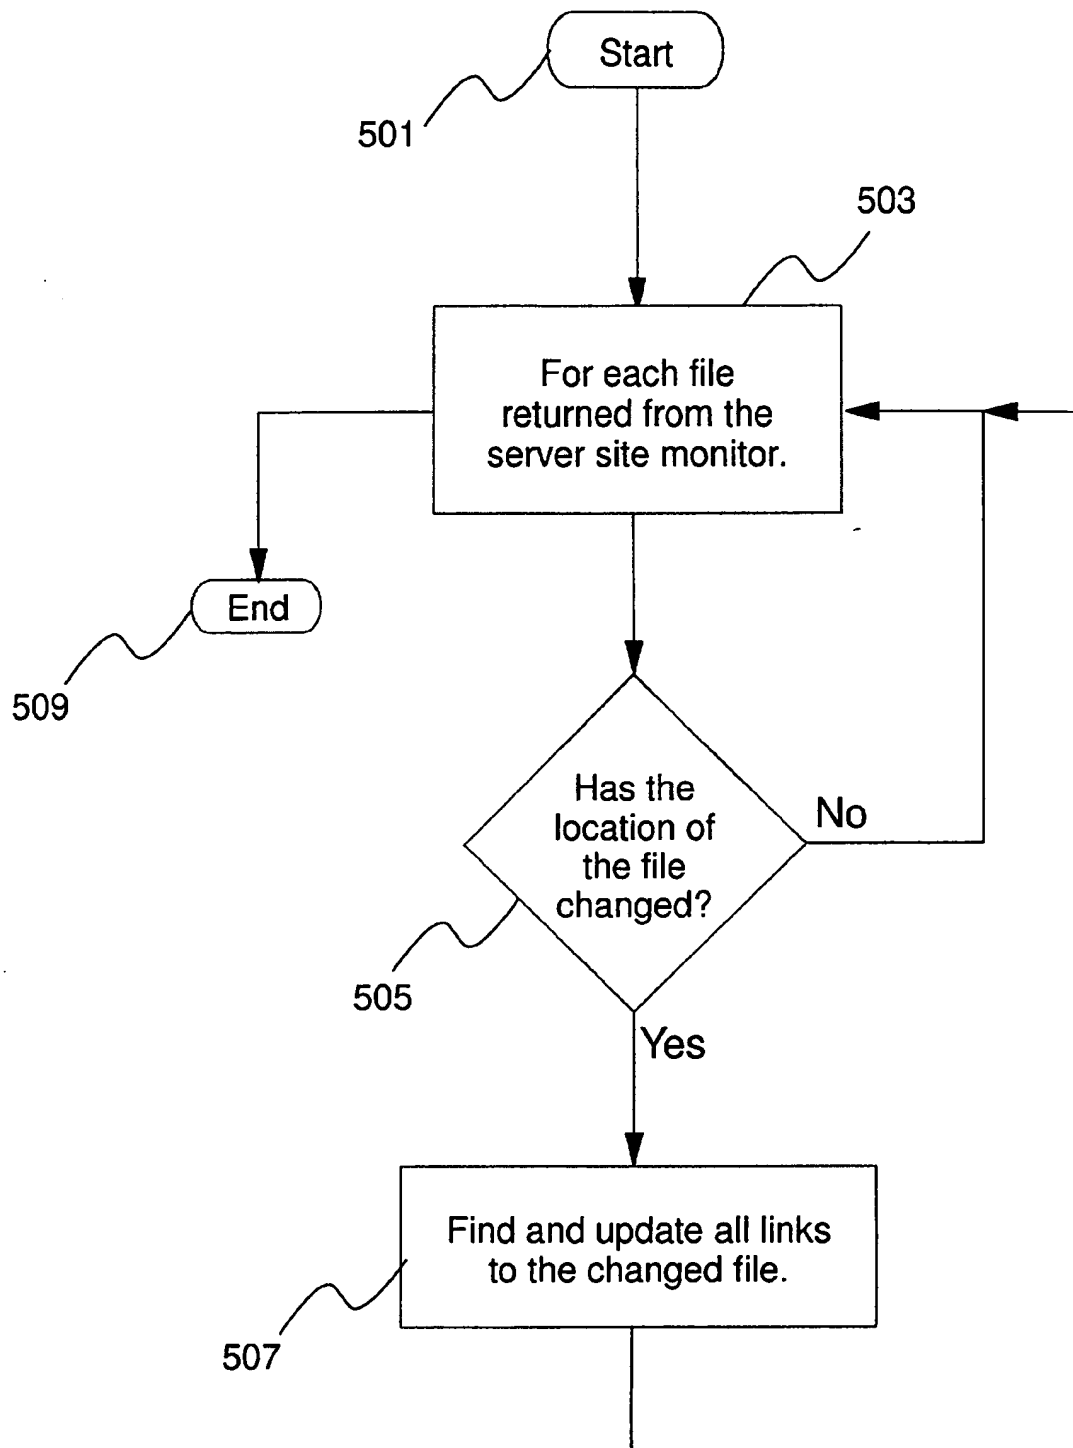 Start
501
503
For each file
returned from the
server site monitor.
End
509
Has the
location of
the file
changed?
No
505
Yes
Find and update all links
to the changed file.
507